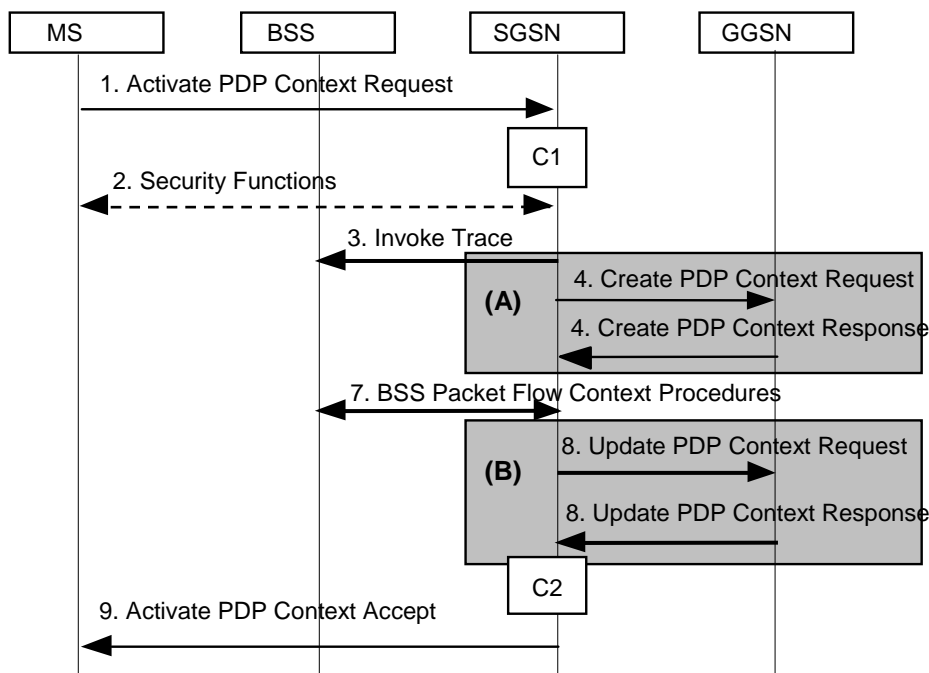 MS
BSS
SGSN
GGSN
1. Activate PDP Context Request
C1
2. Security Functions
3. Invoke Trace
4. Create PDP Context Request
(A)
4. Create PDP Context Response
7. BSS Packet Flow Context Procedures
8. Update PDP Context Request
(B)
8. Update PDP Context Response
C2
9. Activate PDP Context Accept